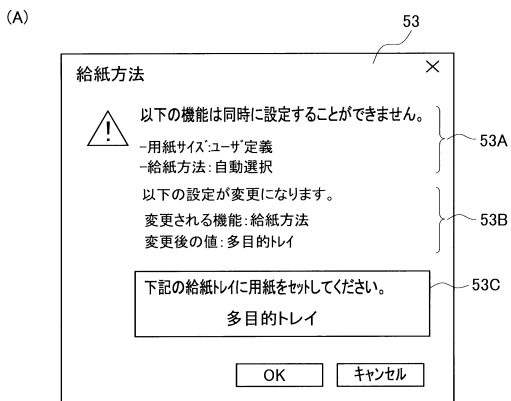 (A)
53
給紙方法 ×
以下の機能は同時に設定することができません。
-用紙サイズ:ユーザ定義
-給紙方法:自動選択
53A
以下の設定が変更になります。
変更される機能:給紙方法
変更後の値:多目的トレイ
53B
下記の給紙トレイに用紙をセットしてください。
多目的トレイ
53C
OK キャンセル